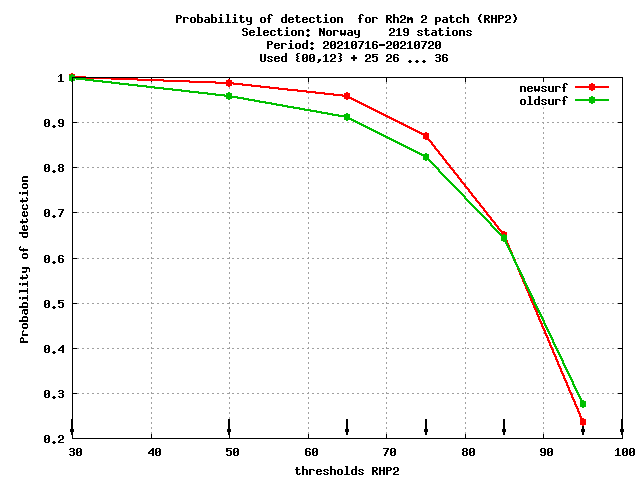 Probability of detection  for Rh2m 2 patch (RHP2)
Selection: Norway    219 stations
Period: 20210716-20210720
Used {00,12} + 25 26 ... 36
newsurf
oldsurf
1
0.9
0.8
0.7
0.6
0.5
0.4
0.3
0.2
Probability of detection
30 40 50 60 70 80 90 100
thresholds RHP2